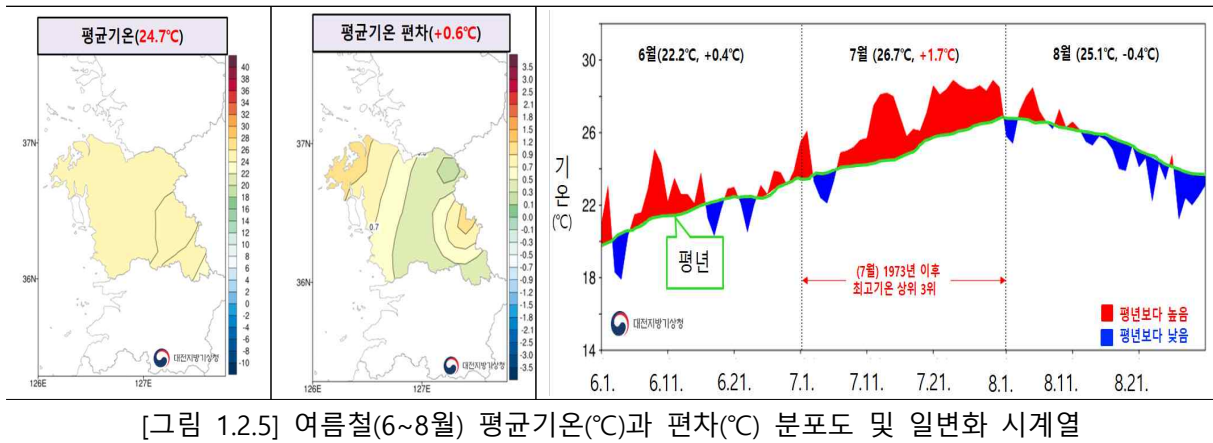 평균기온(24.7℃)
40
38
36
34
32
30
28
26
24
22
20
18
16
14
12
10
8
6
4
2
0
-2
-4
-6
-8
-10
37N
36N
126E
127E
대전지방기상청
평균기온 편차(+0.6℃)
3.5
3.0
2.5
2.1
1.8
1.5
1.2
0.9
0.7
0.5
0.3
0.1
0.0
-0.1
-0.3
-0.5
-0.7
-0.9
-1.2
-1.5
-1.8
-2.1
-2.5
-3.0
-3.5
37N
0.7
36N
126E
127E
대전지방기상청
6월(22.2℃, +0.4℃)
7월 (26.7℃, +1.7℃)
8월 (25.1℃, -0.4℃)
기온(℃)
30
26
22
18
14
평년
(7월) 1973년 이후
최고기온 상위 3위
대전지방기상청
평년보다 높음
평년보다 낮음
6.1. 6.11. 6.21. 7.1. 7.11. 7.21. 8.1. 8.11. 8.21.
[그림 1.2.5] 여름철(6~8월) 평균기온(℃)과 편차(℃) 분포도 및 일변화 시계열